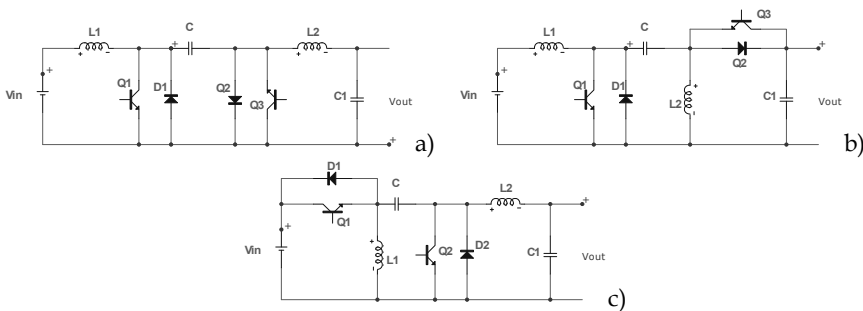 L1 C L2
Vin Q1 D1 Q2 Q3 C1 Vout
a)
L1 C Q3
Q2
Vin Q1 D1 L2 C1 Vout
b)
D1
C L2
Q1
Vin L1 Q2 D2 C1 Vout
c)